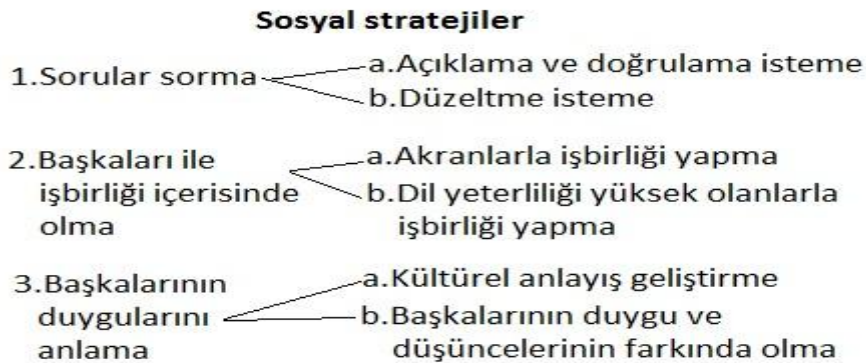 Sosyal stratejiler
1.Sorular sorma
a.Açıklama ve doğrulama isteme
b.Düzeltme isteme
2.Başkaları ile
işbirliği içerisinde
olma
a.Akranlarla işbirliği yapma
b.Dil yeterliliği yüksek olanlarla
işbirliği yapma
3.Başkalarının
duygularını
anlama
a.Kültürel anlayış geliştirme
b.Başkalarının duygu ve
düşüncelerinin farkında olma